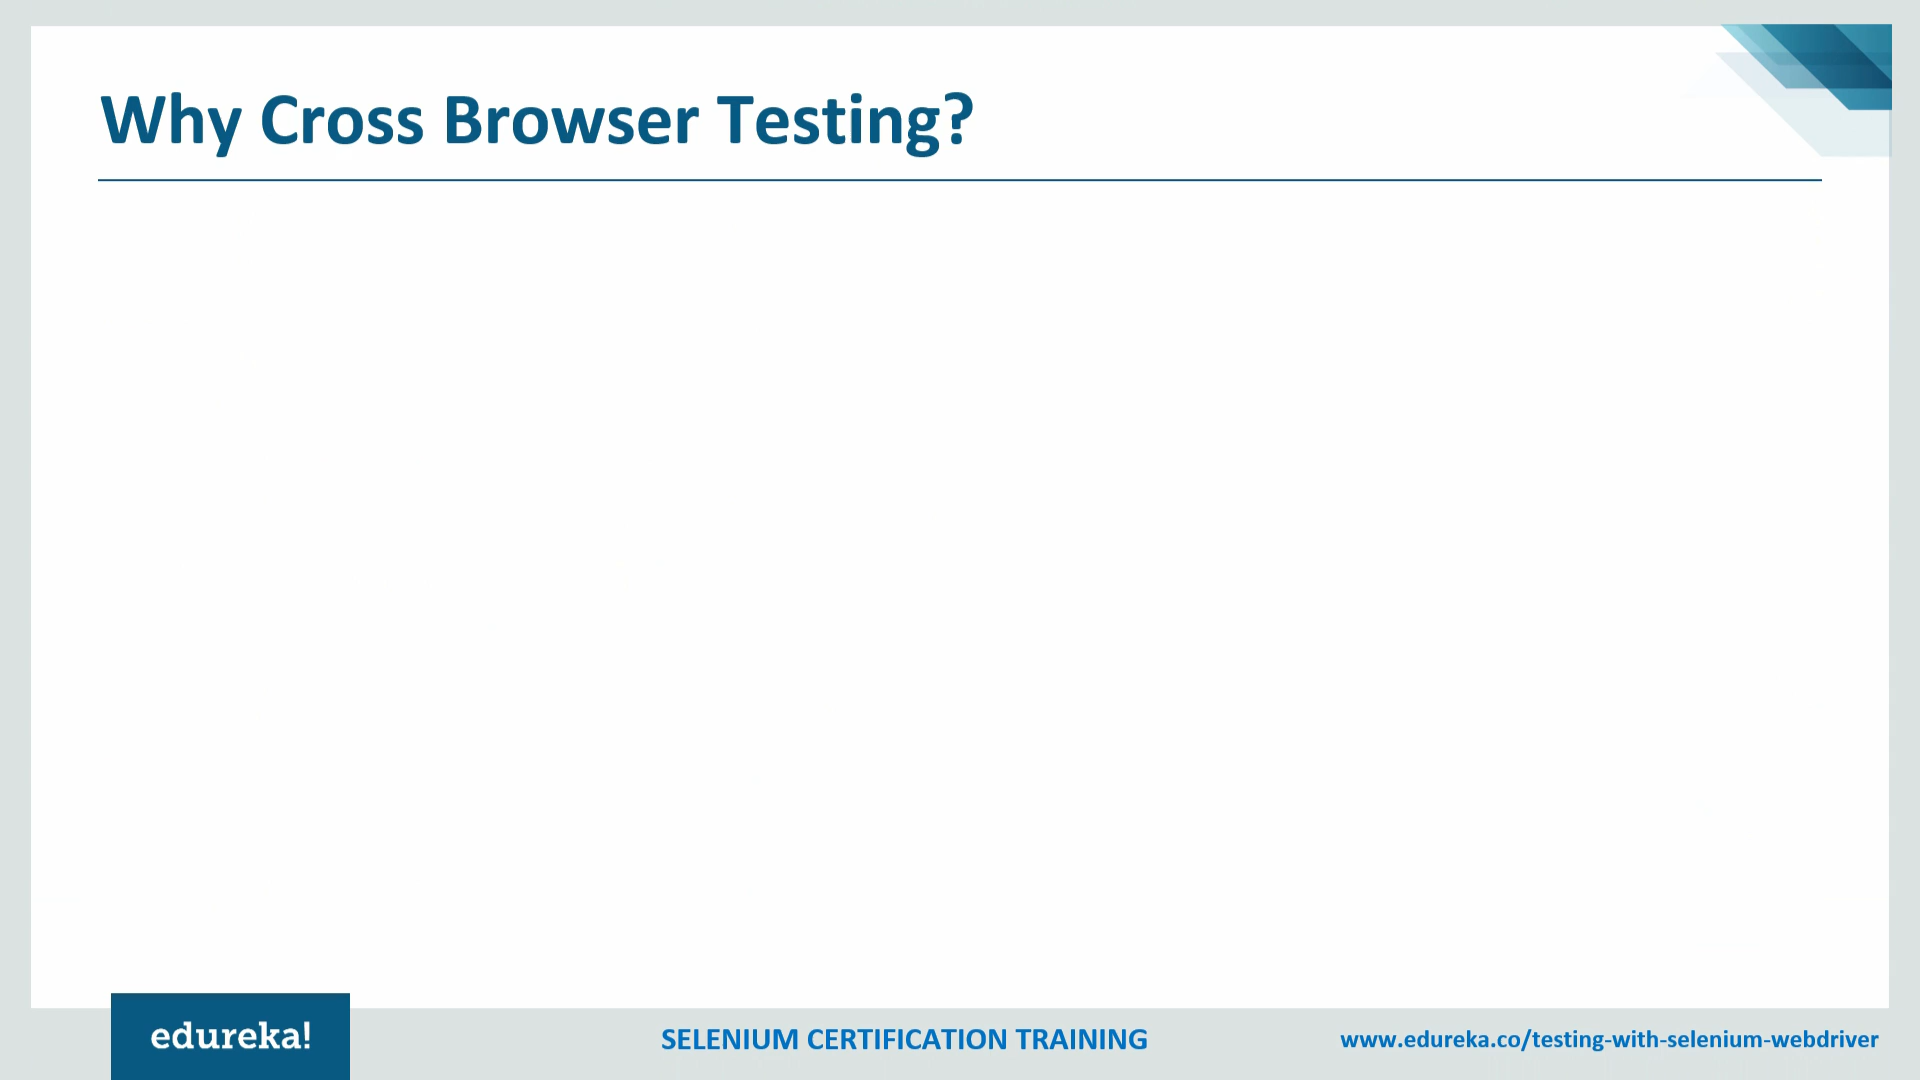 Why Cross Browser Testing?
edureka!
SELENIUM CERTIFICATION TRAINING
www.edureka.co/testing-with-selenium-webdriver